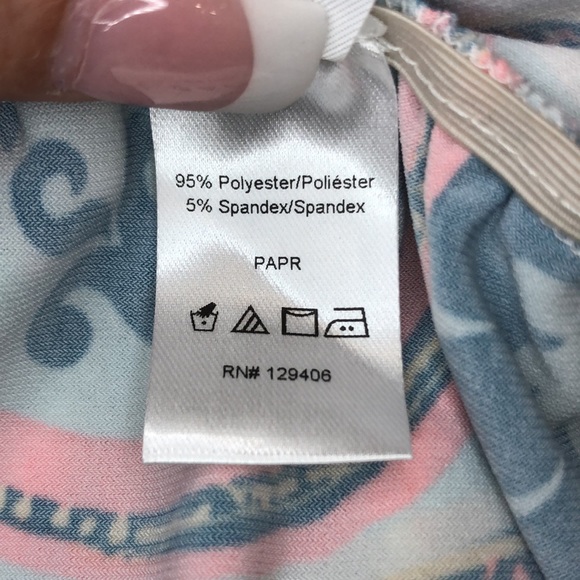 95% Polyester/Poliéster
5% Spandex/Spandex
PAPR
RN# 129406